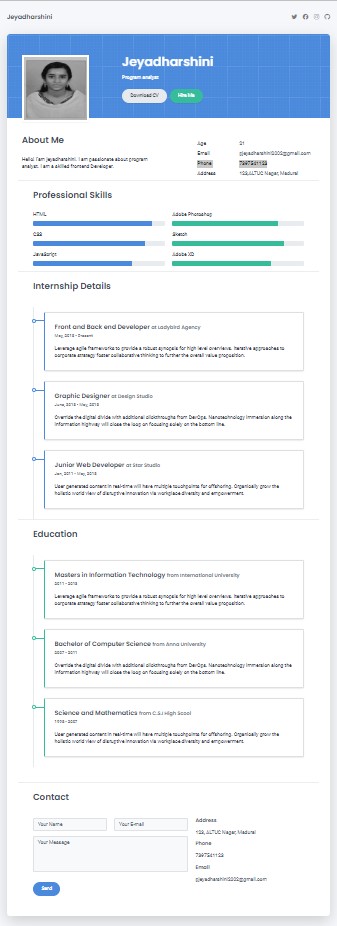 Jeyadharshini
Jeyadharshini
Program analyst
Download CV
Hire Me
About Me
Hello! I'am jeyadharshini. I am passionate about program
analyst. I am a skilled frontend Developer.
Age 21
Email gjeyadharshini2002@gmail.com
Phone 7397541123
Address 123,ALTUC Nagar, Madurai
Professional Skills
HTML
Adobe Photoshop
CSS
Sketch
JavaScript
Adobe XD
Internship Details
Front and Back end Developer at Ladybird Agency
May, 2015 - Present
Leverage agile frameworks to provide a robust synopsis for high level overviews. Iterative approaches to
corporate strategy foster collaborative thinking to further the overall value proposition.
Graphic Designer at Design Studio
June, 2013 - May, 2015
Override the digital divide with additional clickthroughs from DevOps. Nanotechnology immersion along the
information highway will close the loop on focusing solely on the bottom line.
Junior Web Developer at Star Studio
Jan, 2011 - May, 2013
User generated content in real-time will have multiple touchpoints for offshoring. Organically grow the
holistic world view of disruptive innovation via workplace diversity and empowerment.
Education
Masters in Information Technology from International University
2011 - 2013
Leverage agile frameworks to provide a robust synopsis for high level overviews. Iterative approaches to
corporate strategy foster collaborative thinking to further the overall value proposition.
Bachelor of Computer Science from Anna University
2007 - 2011
Override the digital divide with additional clickthroughs from DevOps. Nanotechnology immersion along the
information highway will close the loop on focusing solely on the bottom line.
Science and Mathematics from C.S.I High Scool
1998 - 2007
User generated content in real-time will have multiple touchpoints for offshoring. Organically grow the
holistic world view of disruptive innovation via workplace diversity and empowerment.
Contact
Your Name
Your E-mail
Your Message
Send
Address
123, ALTUC Nagar, Madurai
Phone
7397541123
Email
gjeyadharshini2002@gmail.com